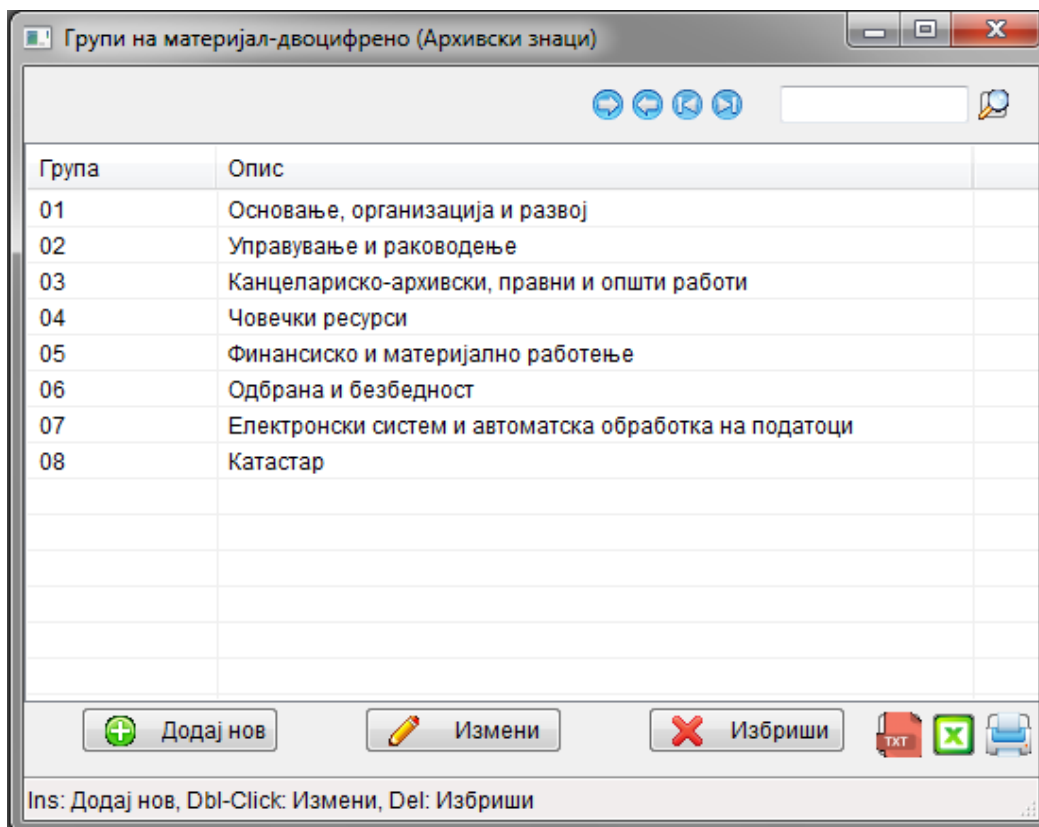 Групи на материјал-двоцифрено (Архивски знаци)
Група Опис
01 Основање, организација и развој
02 Управување и раководење
03 Канцелариско-архивски, правни и општи работи
04 Човечки ресурси
05 Финансиско и материјално работење
06 Одбрана и безбедност
07 Електронски систем и автоматска обработка на податоци
08 Катастар
Додај нов Измени Избриши TXT
Ins: Додај нов, Dbl-Click: Измени, Del: Избриши